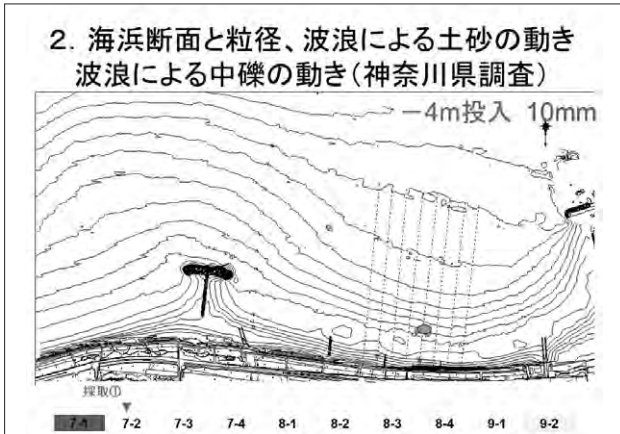 2. 海浜断面と粒径、波浪による土砂の動き
波浪による中礫の動き(神奈川県調査)
－4m投入 10mm
採取①
7-1 7-2 7-3 7-4 8-1 8-2 8-3 8-4 9-1 9-2